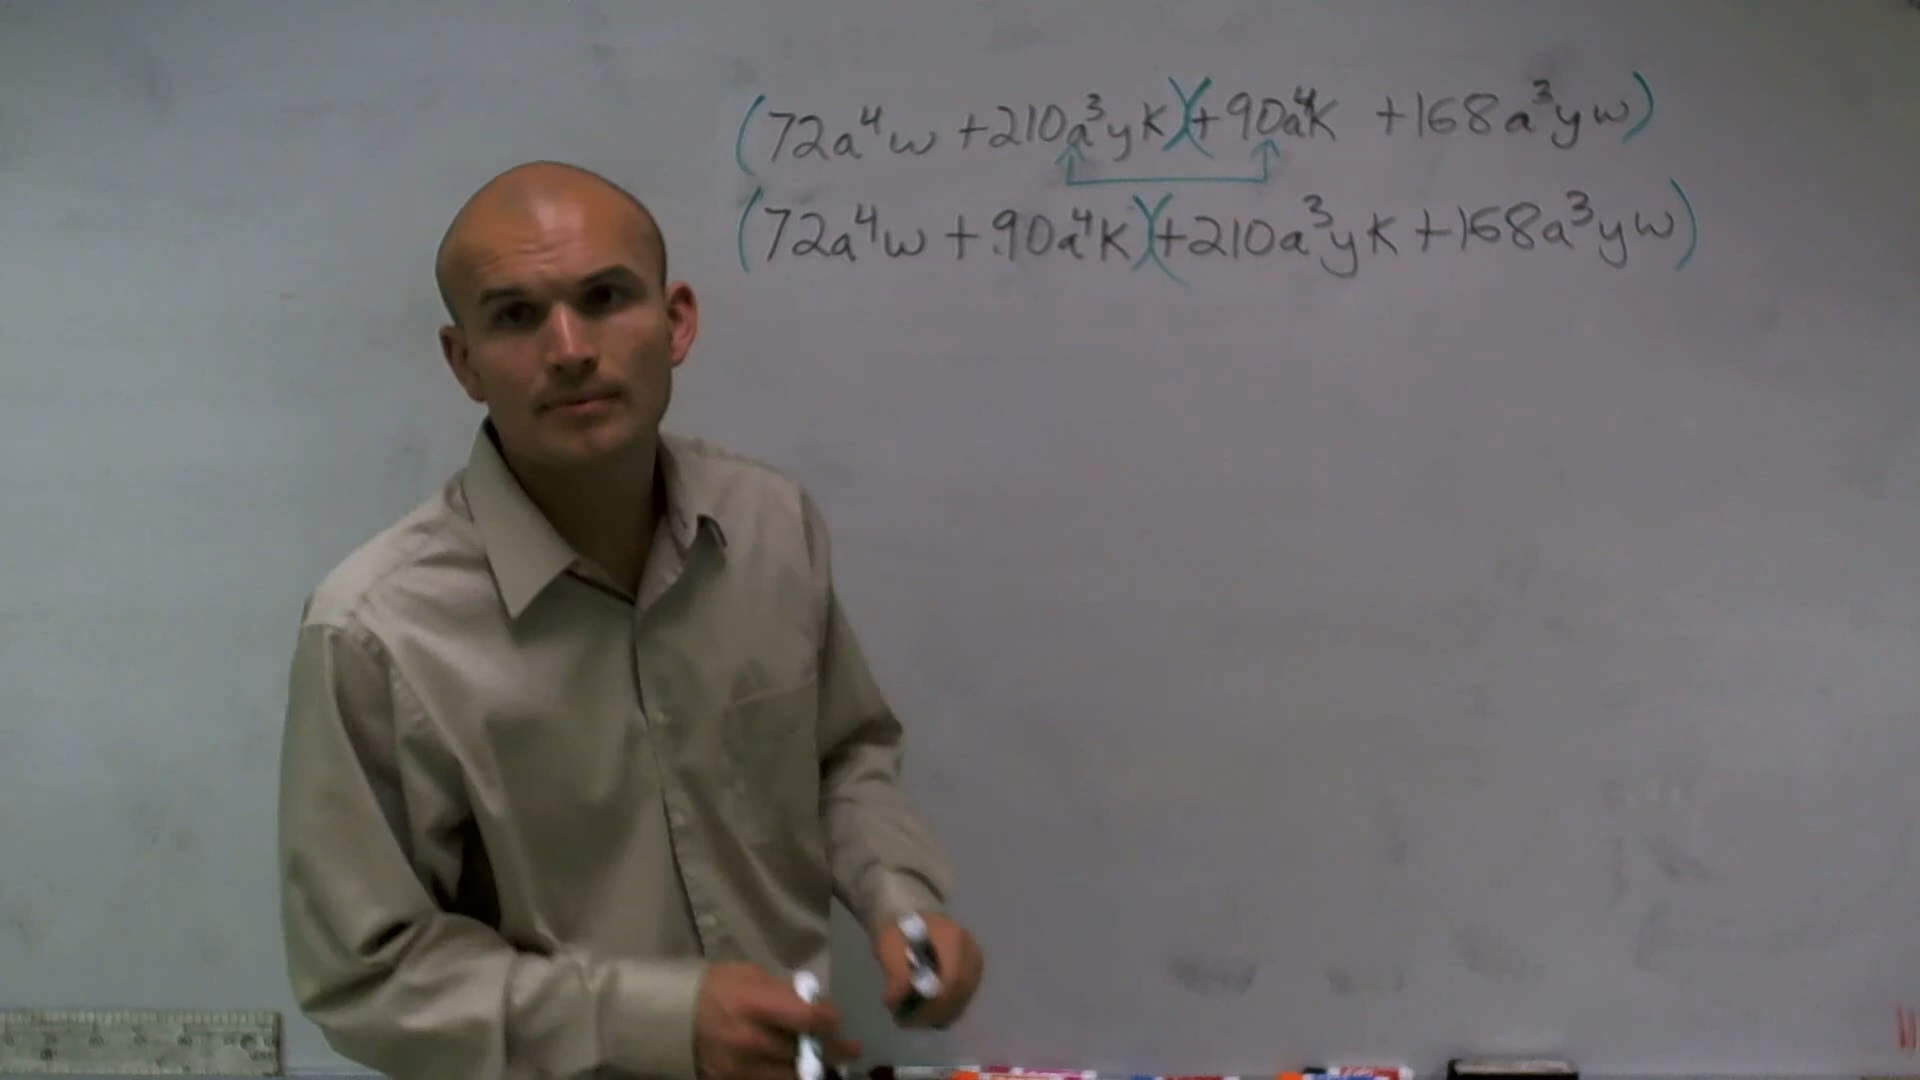 (72a⁴w +210a³yk)(+90a⁴k +168a³yw)
(72a⁴w +90a⁴k)(+210a³yk +168a³yw)